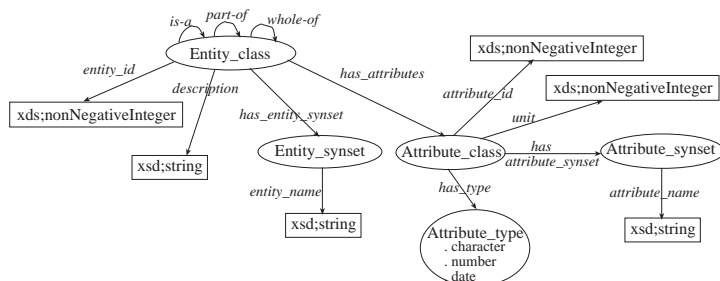 is-a
part-of
whole-of
Entity_class
xds;nonNegativeInteger
entity_id
has_attributes
xds;nonNegativeInteger
description
attribute_id
xds;nonNegativeInteger
has_entity_synset
unit
Entity_synset
Attribute_class
has
attribute_synset
Attribute_synset
xsd;string
entity_name
has_type
attribute_name
xsd;string
Attribute_type
. character
. number
. date
xsd;string